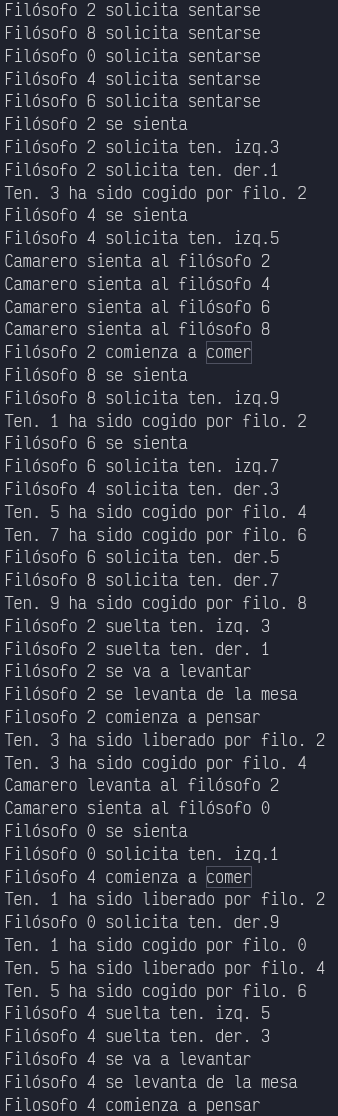 Filósofo 2 solicita sentarse
Filósofo 8 solicita sentarse
Filósofo 0 solicita sentarse
Filósofo 4 solicita sentarse
Filósofo 6 solicita sentarse
Filósofo 2 se sienta
Filósofo 2 solicita ten. izq.3
Filósofo 2 solicita ten. der.1
Ten. 3 ha sido cogido por filo. 2
Filósofo 4 se sienta
Filósofo 4 solicita ten. izq.5
Camarero sienta al filósofo 2
Camarero sienta al filósofo 4
Camarero sienta al filósofo 6
Camarero sienta al filósofo 8
Filósofo 2 comienza a comer
Filósofo 8 se sienta
Filósofo 8 solicita ten. izq.9
Ten. 1 ha sido cogido por filo. 2
Filósofo 6 se sienta
Filósofo 6 solicita ten. izq.7
Filósofo 4 solicita ten. der.3
Ten. 5 ha sido cogido por filo. 4
Ten. 7 ha sido cogido por filo. 6
Filósofo 6 solicita ten. der.5
Filósofo 8 solicita ten. der.7
Ten. 9 ha sido cogido por filo. 8
Filósofo 2 suelta ten. izq. 3
Filósofo 2 suelta ten. der. 1
Filósofo 2 se va a levantar
Filósofo 2 se levanta de la mesa
Filosofo 2 comienza a pensar
Ten. 3 ha sido liberado por filo. 2
Ten. 3 ha sido cogido por filo. 4
Camarero levanta al filósofo 2
Camarero sienta al filósofo 0
Filósofo 0 se sienta
Filósofo 0 solicita ten. izq.1
Filósofo 4 comienza a comer
Ten. 1 ha sido liberado por filo. 2
Filósofo 0 solicita ten. der.9
Ten. 1 ha sido cogido por filo. 0
Ten. 5 ha sido liberado por filo. 4
Ten. 5 ha sido cogido por filo. 6
Filósofo 4 suelta ten. izq. 5
Filósofo 4 suelta ten. der. 3
Filósofo 4 se va a levantar
Filósofo 4 se levanta de la mesa
Filosofo 4 comienza a pensar